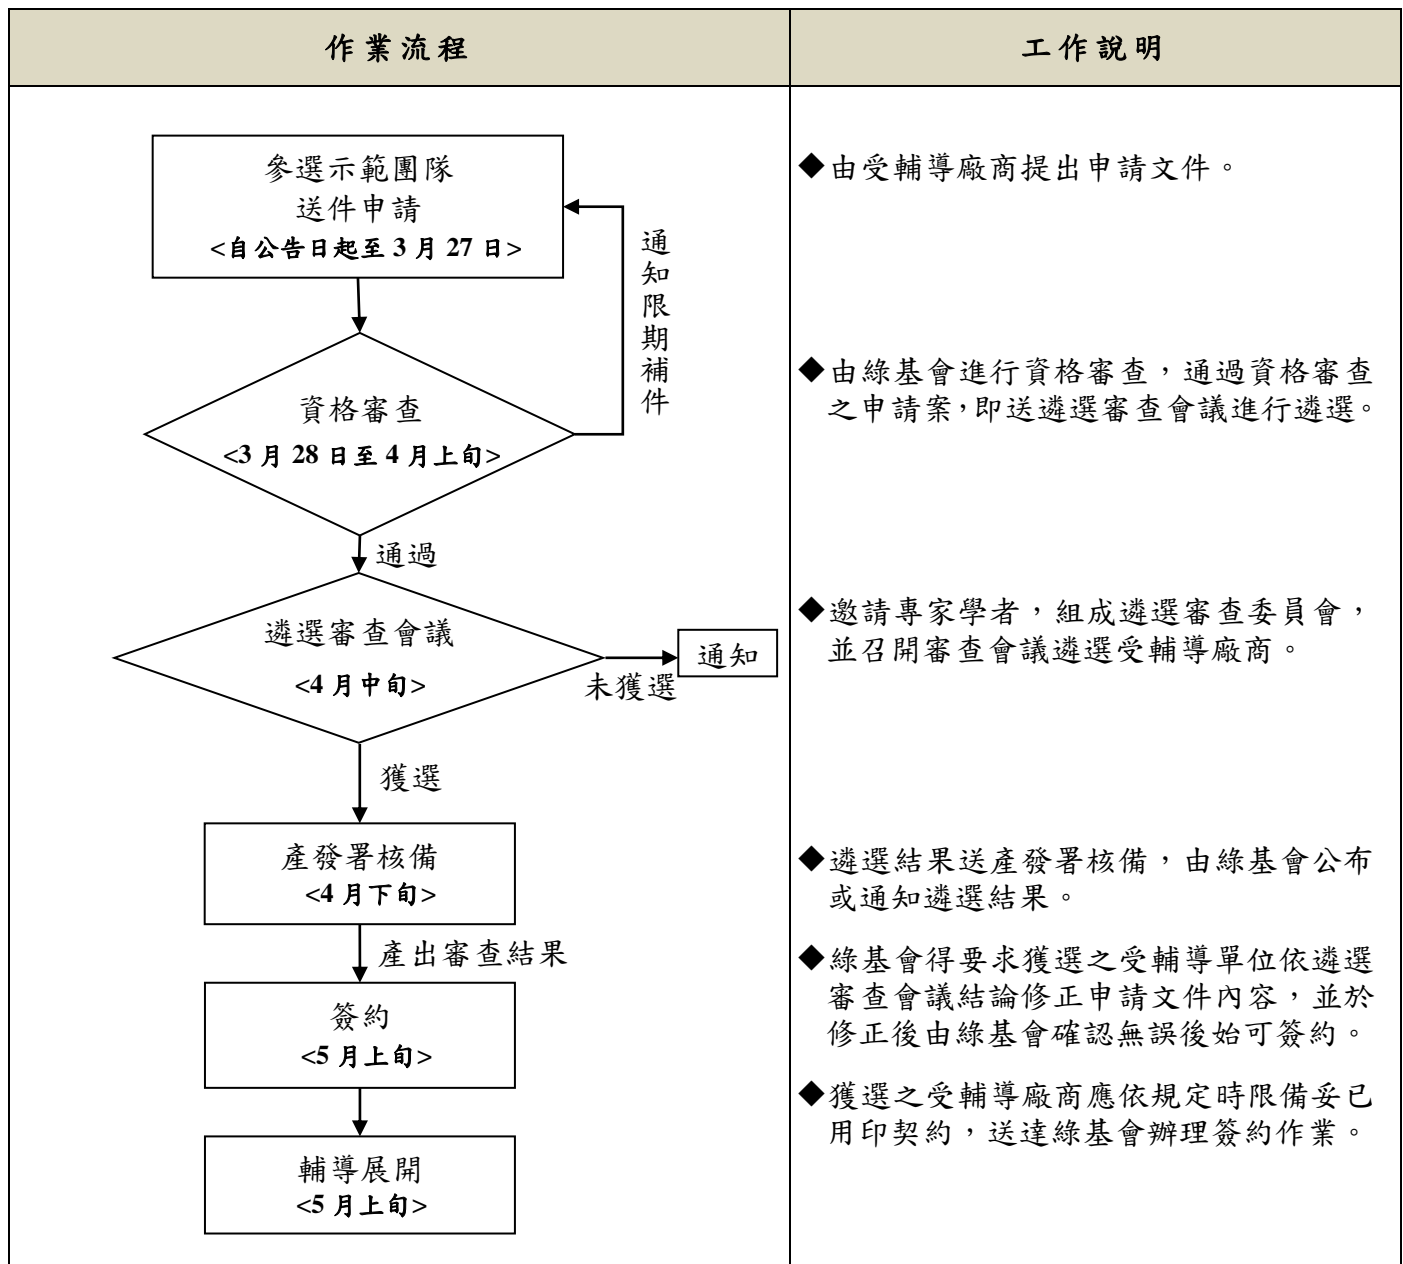 作業流程
工作說明
參選示範團隊
送件申請
<自公告日起至 3 月 27 日>
通知限期補件
資格審查
<3 月 28 日至 4 月上旬>
通過
遴選審查會議
<4 月中旬>
未獲選
通知
獲選
產發署核備
<4 月下旬>
產出審查結果
簽約
<5 月上旬>
輔導展開
<5 月上旬>
◆由受輔導廠商提出申請文件。
◆由綠基會進行資格審查，通過資格審查
之申請案，即送遴選審查會議進行遴選。
◆邀請專家學者，組成遴選審查委員會，
並召開審查會議遴選受輔導廠商。
◆遴選結果送產發署核備，由綠基會公布
或通知遴選結果。
◆綠基會得要求獲選之受輔導單位依遴選
審查會議結論修正申請文件內容，並於
修正後由綠基會確認無誤後始可簽約。
◆獲選之受輔導廠商應依規定時限備妥已
用印契約，送達綠基會辦理簽約作業。